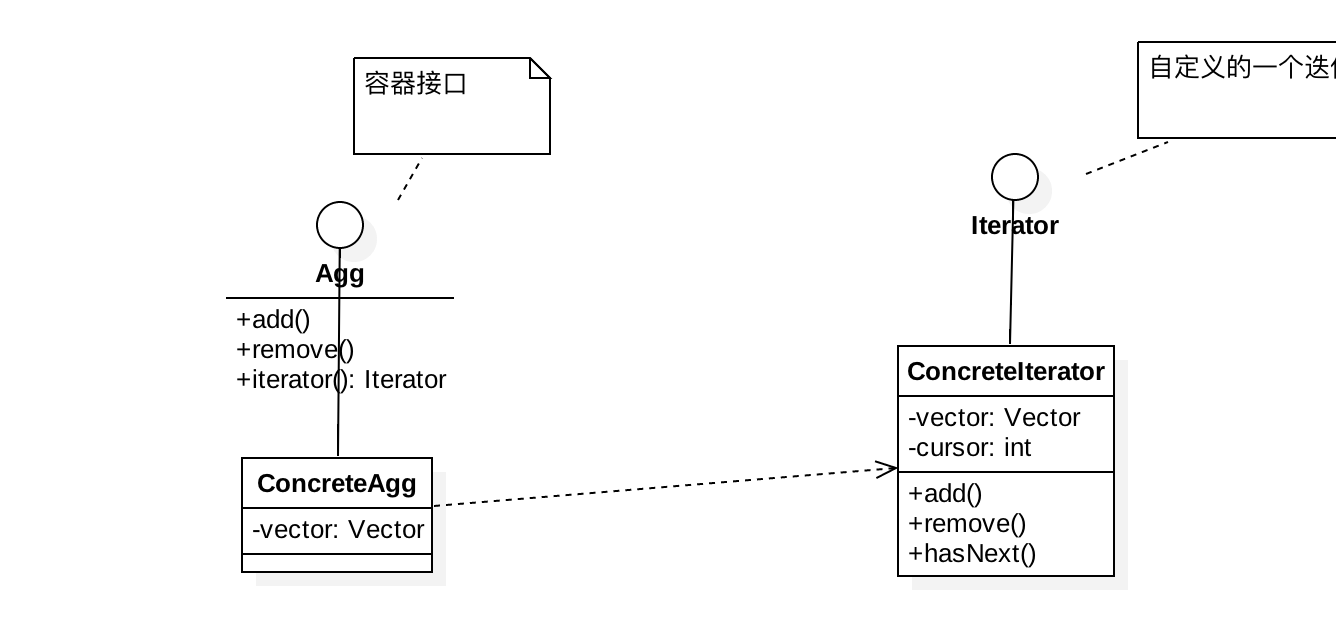 容器接口
自定义的一个迭
Agg
+add()
+remove()
+iterator(): Iterator
ConcreteAgg
-vector: Vector
Iterator
ConcreteIterator
-vector: Vector
-cursor: int
+add()
+remove()
+hasNext()